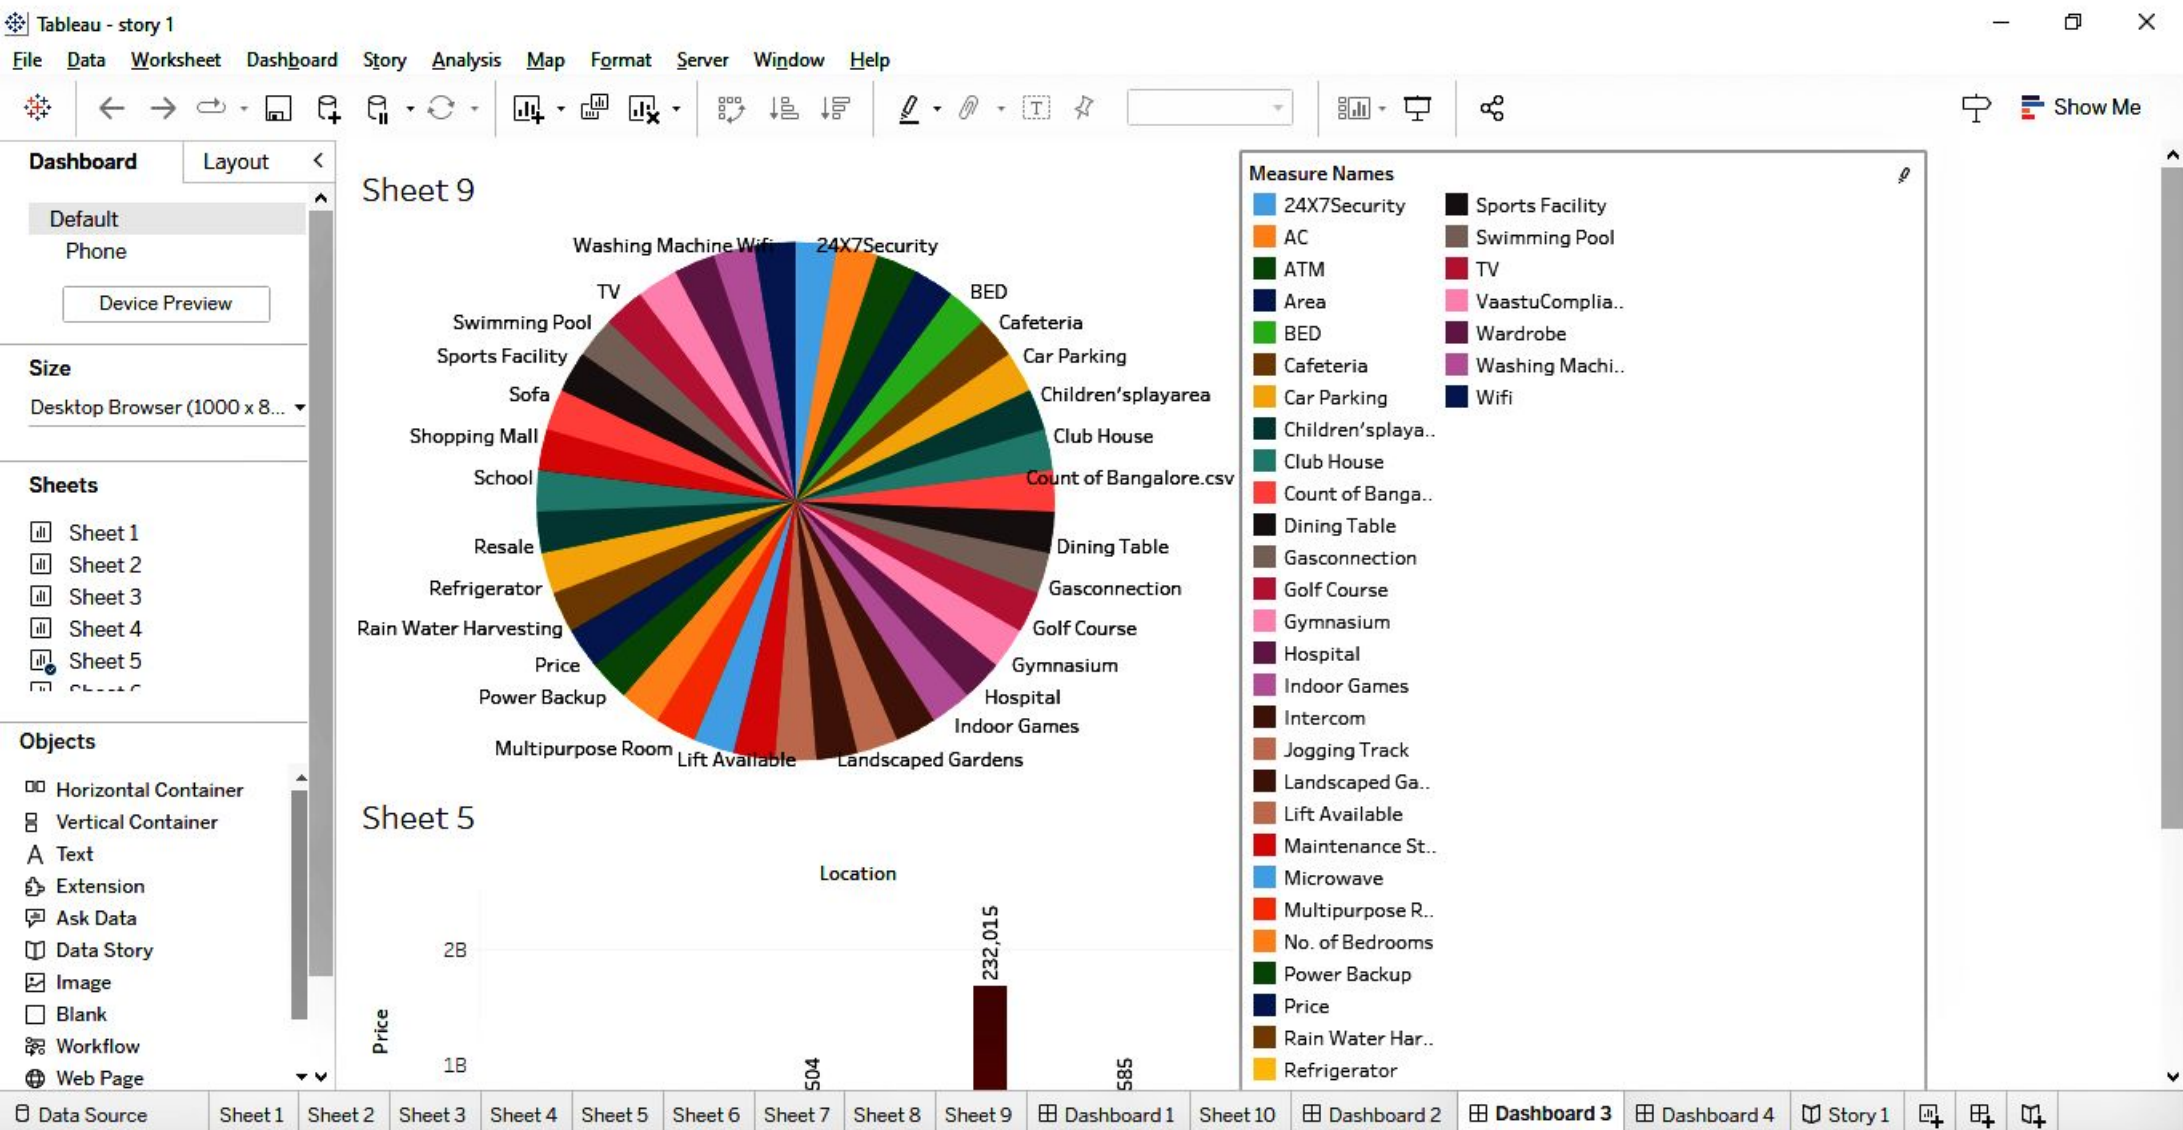 Tableau - story 1
File Data Worksheet Dashboard Story Analysis Map Format Server Window Help
Show Me
Dashboard Layout
Default
Phone
Device Preview
Size
Desktop Browser (1000 x 8...
Sheets
Sheet 1
Sheet 2
Sheet 3
Sheet 4
Sheet 5
Objects
Horizontal Container
Vertical Container
Text
Extension
Ask Data
Data Story
Image
Blank
Workflow
Web Page
Sheet 9
Washing Machine Wifi 24X7Security
TV BED
Swimming Pool Cafeteria
Sports Facility Car Parking
Sofa Children'splayarea
Shopping Mall Club House
School Count of Bangalore.csv
Resale Dining Table
Refrigerator Gasconnection
Rain Water Harvesting Golf Course
Price Gymnasium
Power Backup Hospital
Indoor Games
Multipurpose Room Lift Available Landscaped Gardens
Sheet 5
Location
Price
2B
1B
504
232,015
585
Measure Names
24X7Security
AC
ATM
Area
BED
Cafeteria
Car Parking
Children'splaya..
Club House
Count of Banga..
Dining Table
Gasconnection
Golf Course
Gymnasium
Hospital
Indoor Games
Intercom
Jogging Track
Landscaped Ga..
Lift Available
Maintenance St..
Microwave
Multipurpose R..
No. of Bedrooms
Power Backup
Price
Rain Water Har..
Refrigerator
Sports Facility
Swimming Pool
TV
VaastuComplia..
Wardrobe
Washing Machi..
Wifi
Data Source Sheet 1 Sheet 2 Sheet 3 Sheet 4 Sheet 5 Sheet 6 Sheet 7 Sheet 8 Sheet 9 Dashboard 1 Sheet 10 Dashboard 2 Dashboard 3 Dashboard 4 Story 1